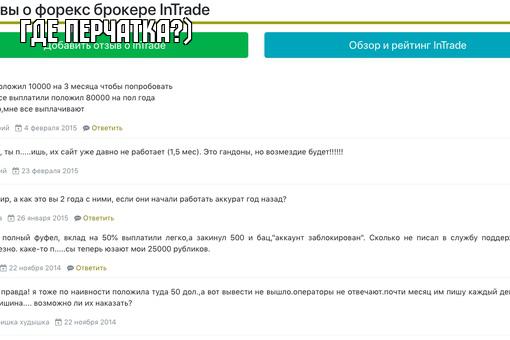 вы о форекс брокере InTrade
ГДЕ ПЕРЧАТКА?)
Добавить отзыв о InTrade
Обзор и рейтинг InTrade
оложил 10000 на 3 месяца чтобы попробовать
се выплатили положил 80000 на пол года
о,мне все выплачивают
ий 4 февраля 2015 Ответить
, ты п.....ишь, их сайт уже давно не работает (1,5 мес). Это гандоны, но возмездие будет!!!!!!
ий 23 февраля 2015
ир, а как это вы 2 года с ними, если они начали работать аккурат год назад?
а 26 января 2015 Ответить
полный фуфел, вклад на 50% выплатили легко,а закинул 500 и бац,"аккаунт заблокирован". Сколько не писал в службу поддер
езно. каке-то п.....сы теперь юзают мои 25000 рубликов.
22 ноября 2014 Ответить
правда! я тоже по наивности положила туда 50 дол.,а вот вывести не вышло.операторы не отвечают.почти месяц им пишу каждый де
ишина.... возможно ли их наказать?
ишка худышка 22 ноября 2014